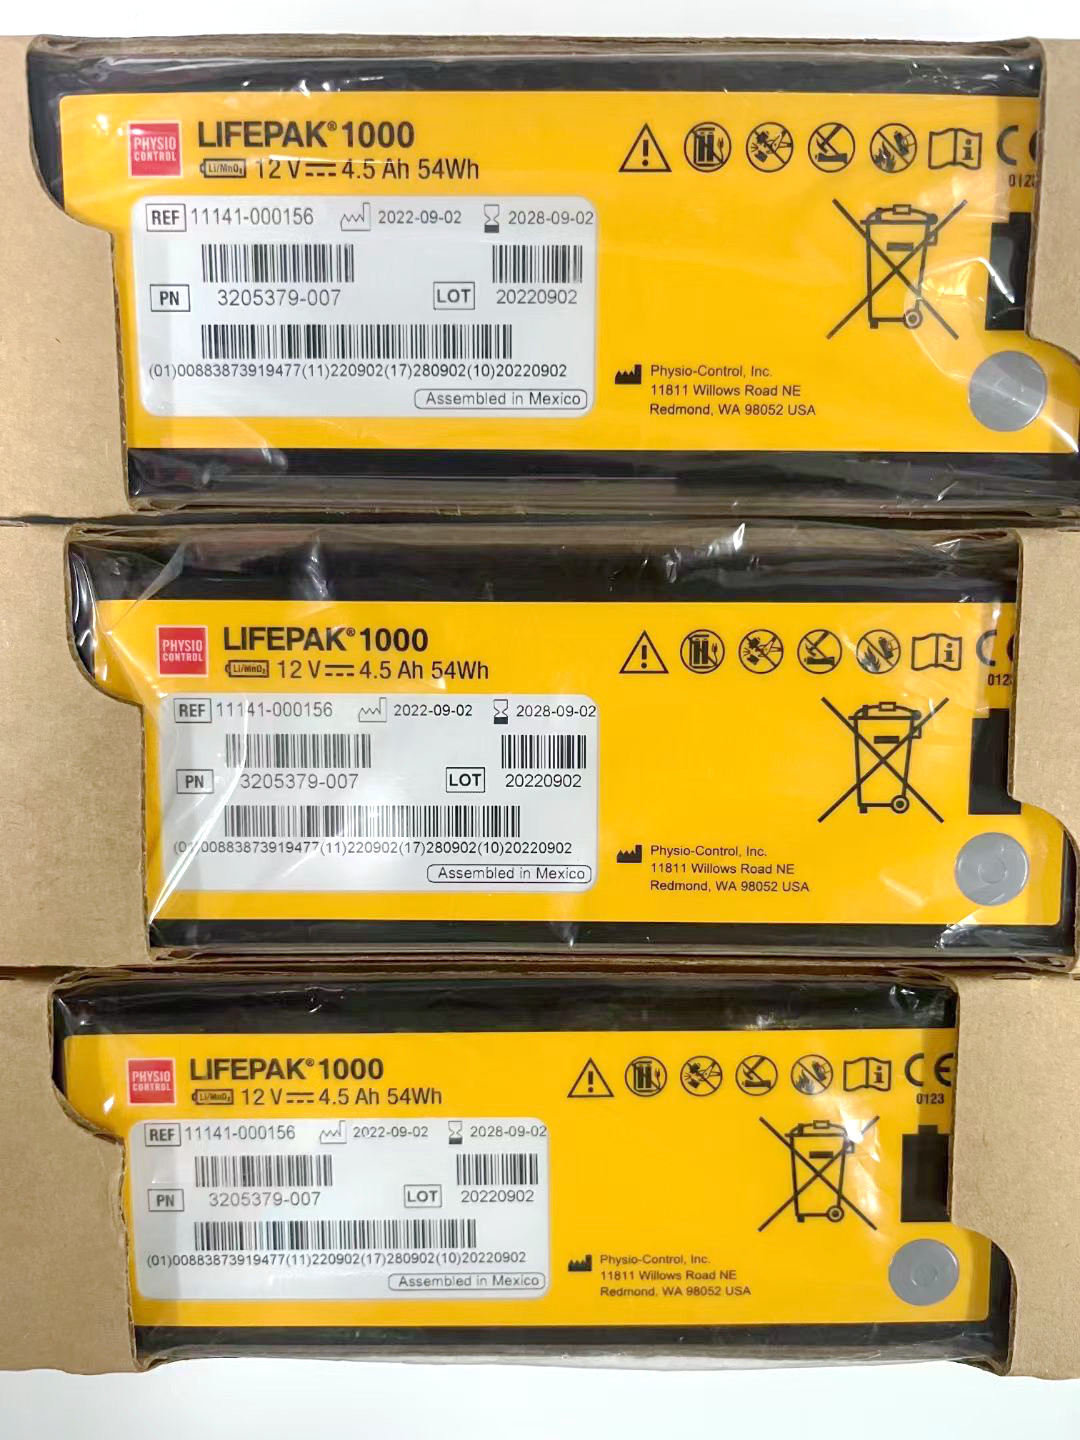 PHYSIO
CONTROL
LIFEPAK® 1000
Li/MnO₂ 12 V 4.5 Ah 54Wh
REF 11141-000156 2022-09-02 2028-09-02
PN 3205379-007 LOT 20220902
(01)00883873919477(11)220902(17)280902(10)20220902
Assembled in Mexico
012
Physio-Control, Inc.
11811 Willows Road NE
Redmond, WA 98052 USA
PHYSIO
CONTROL
LIFEPAK® 1000
Li/MnO₂ 12 V 4.5 Ah 54Wh
REF 11141-000156 2022-09-02 2028-09-02
PN 3205379-007 LOT 20220902
(01)00883873919477(11)220902(17)280902(10)20220902
Assembled in Mexico
0123
Physio-Control, Inc.
11811 Willows Road NE
Redmond, WA 98052 USA
PHYSIO
CONTROL
LIFEPAK® 1000
Li/MnO₂ 12 V 4.5 Ah 54Wh
REF 11141-000156 2022-09-02 2028-09-02
PN 3205379-007 LOT 20220902
(01)00883873919477(11)220902(17)280902(10)20220902
Assembled in Mexico
CE
0123
Physio-Control, Inc.
11811 Willows Road NE
Redmond, WA 98052 USA